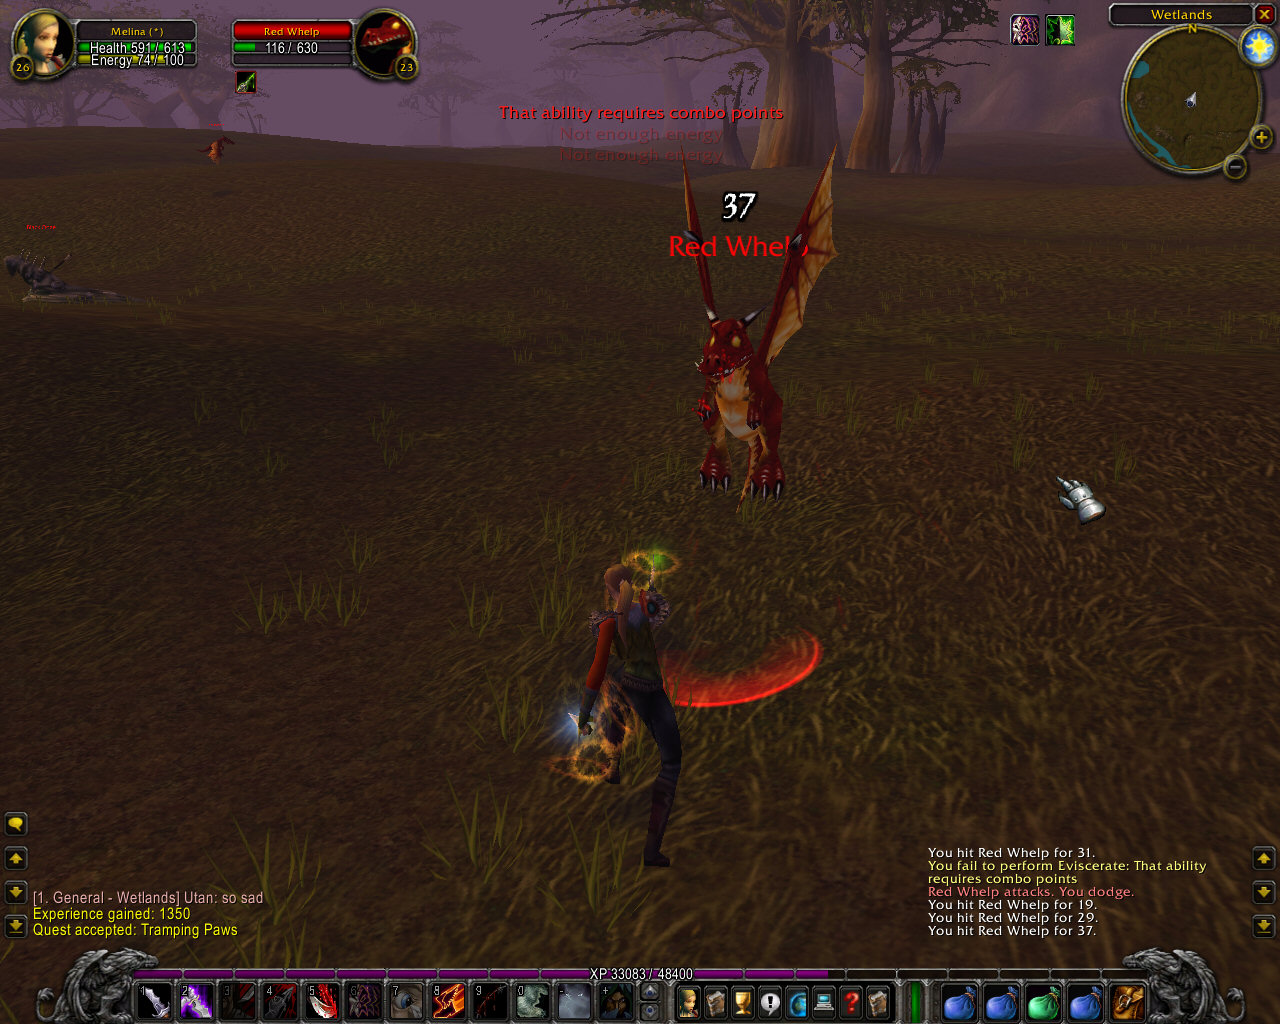 Melina (*)
Health 591 / 613
Energy 74 / 100
26
Red Whelp
116 / 630
23
Wetlands
N
That ability requires combo points
Not enough energy
Not enough energy
37
Red Whelp
You hit Red Whelp for 31.
You fail to perform Eviscerate: That ability
requires combo points
Red Whelp attacks. You dodge.
You hit Red Whelp for 19.
You hit Red Whelp for 29.
You hit Red Whelp for 37.
[1. General - Wetlands] Utan: so sad
Experience gained: 1350
Quest accepted: Tramping Paws
XP 33083 / 48400
1 2 3 4 5 6 7 8 9 0 - +